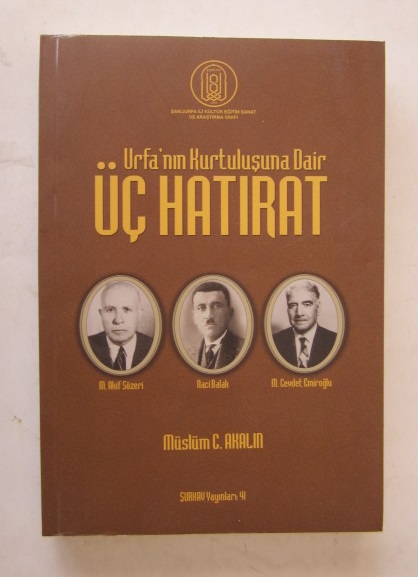 ŞANLIURFA İLİ KÜLTÜR EĞİTİM SANAT
VE ARAŞTIRMA VAKFI
Urfa'nın Kurtuluşuna Dair
ÜÇ HATIRAT
M. Akif Sözeri
Naci Balak
M. Cevdet Emiroğlu
Müslüm C. AKALIN
ŞURKAV Yayınları: 41